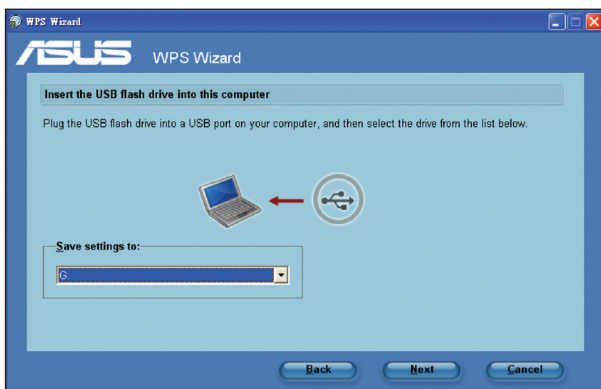 WPS Wizard
ASUS WPS Wizard
Insert the USB flash drive into this computer
Plug the USB flash drive into a USB port on your computer, and then select the drive from the list below.
Save settings to:
G:
Back Next Cancel